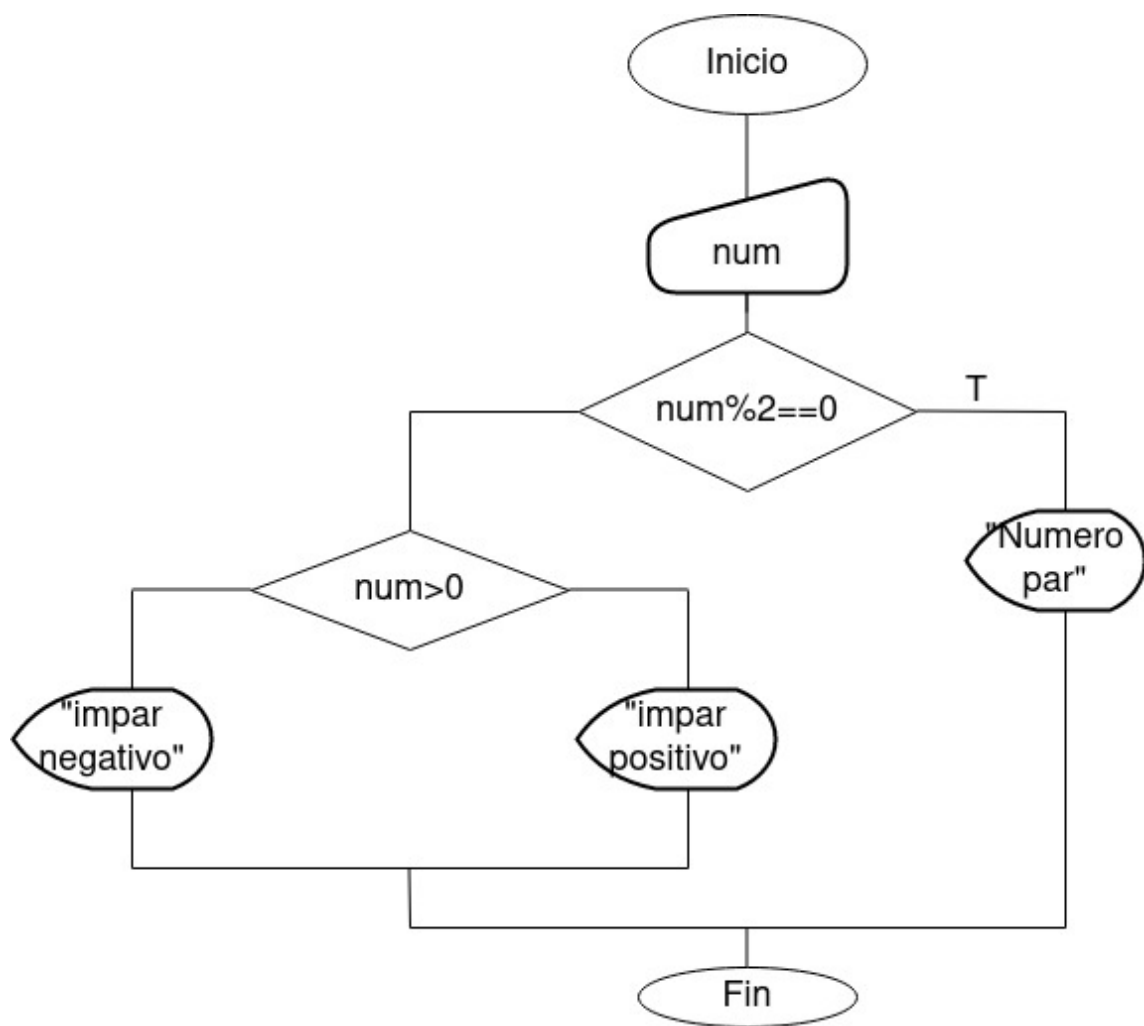 Inicio
num
num%2==0
T
"Numero
par"
num>0
"impar
negativo"
"impar
positivo"
Fin